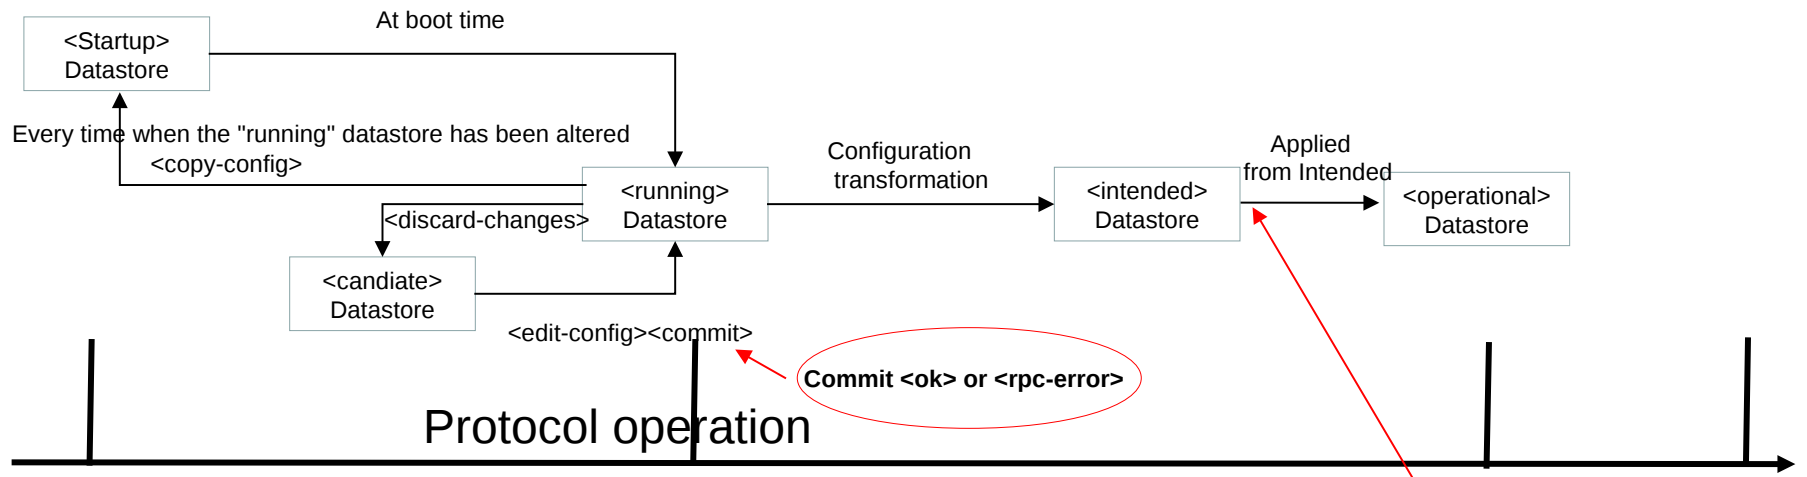 At boot time
<Startup>
Datastore
Every time when the "running" datastore has been altered
<copy-config>
Configuration
transformation
Applied
from Intended
<running>
Datastore
<intended>
Datastore
<operational>
Datastore
<discard-changes>
<candiate>
Datastore
<edit-config><commit>
Commit <ok> or <rpc-error>
Protocol operation